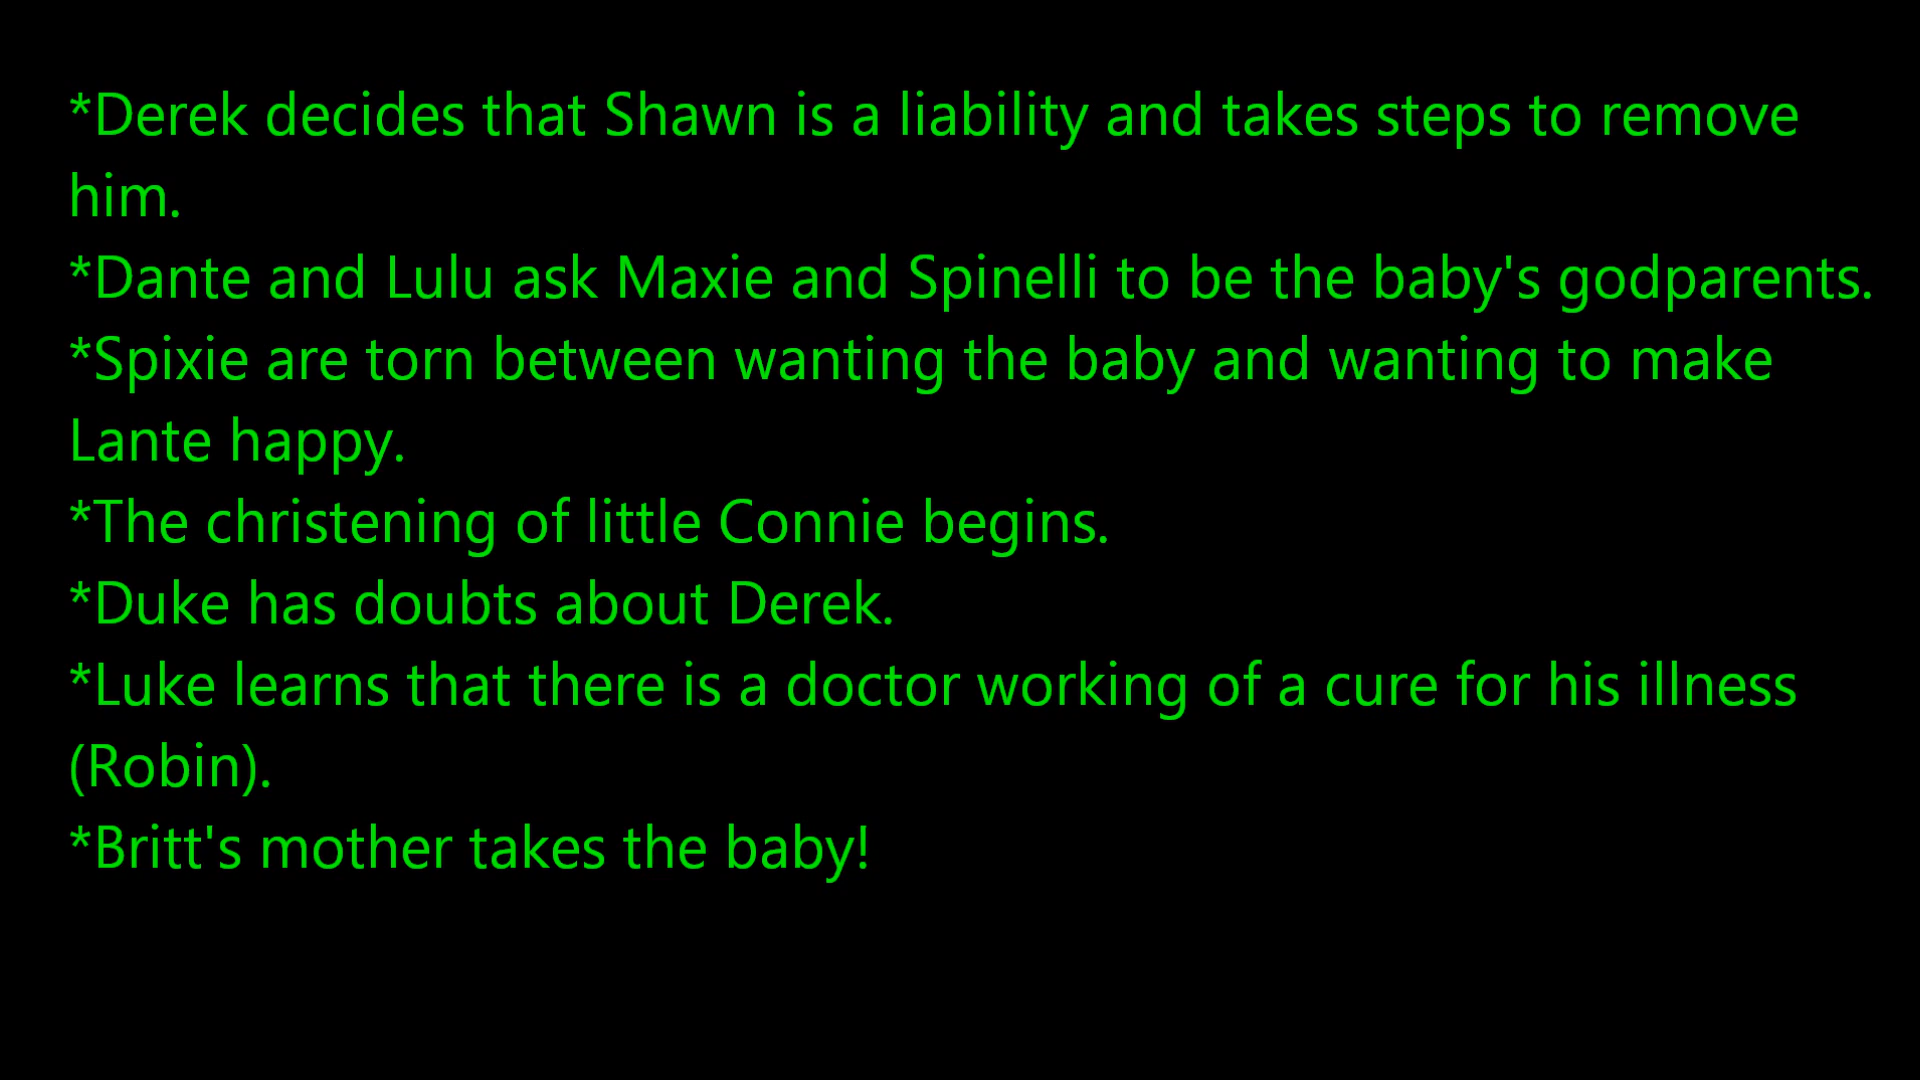 *Derek decides that Shawn is a liability and takes steps to remove
him.
*Dante and Lulu ask Maxie and Spinelli to be the baby's godparents.
*Spixie are torn between wanting the baby and wanting to make
Lante happy.
*The christening of little Connie begins.
*Duke has doubts about Derek.
*Luke learns that there is a doctor working of a cure for his illness
(Robin).
*Britt's mother takes the baby!